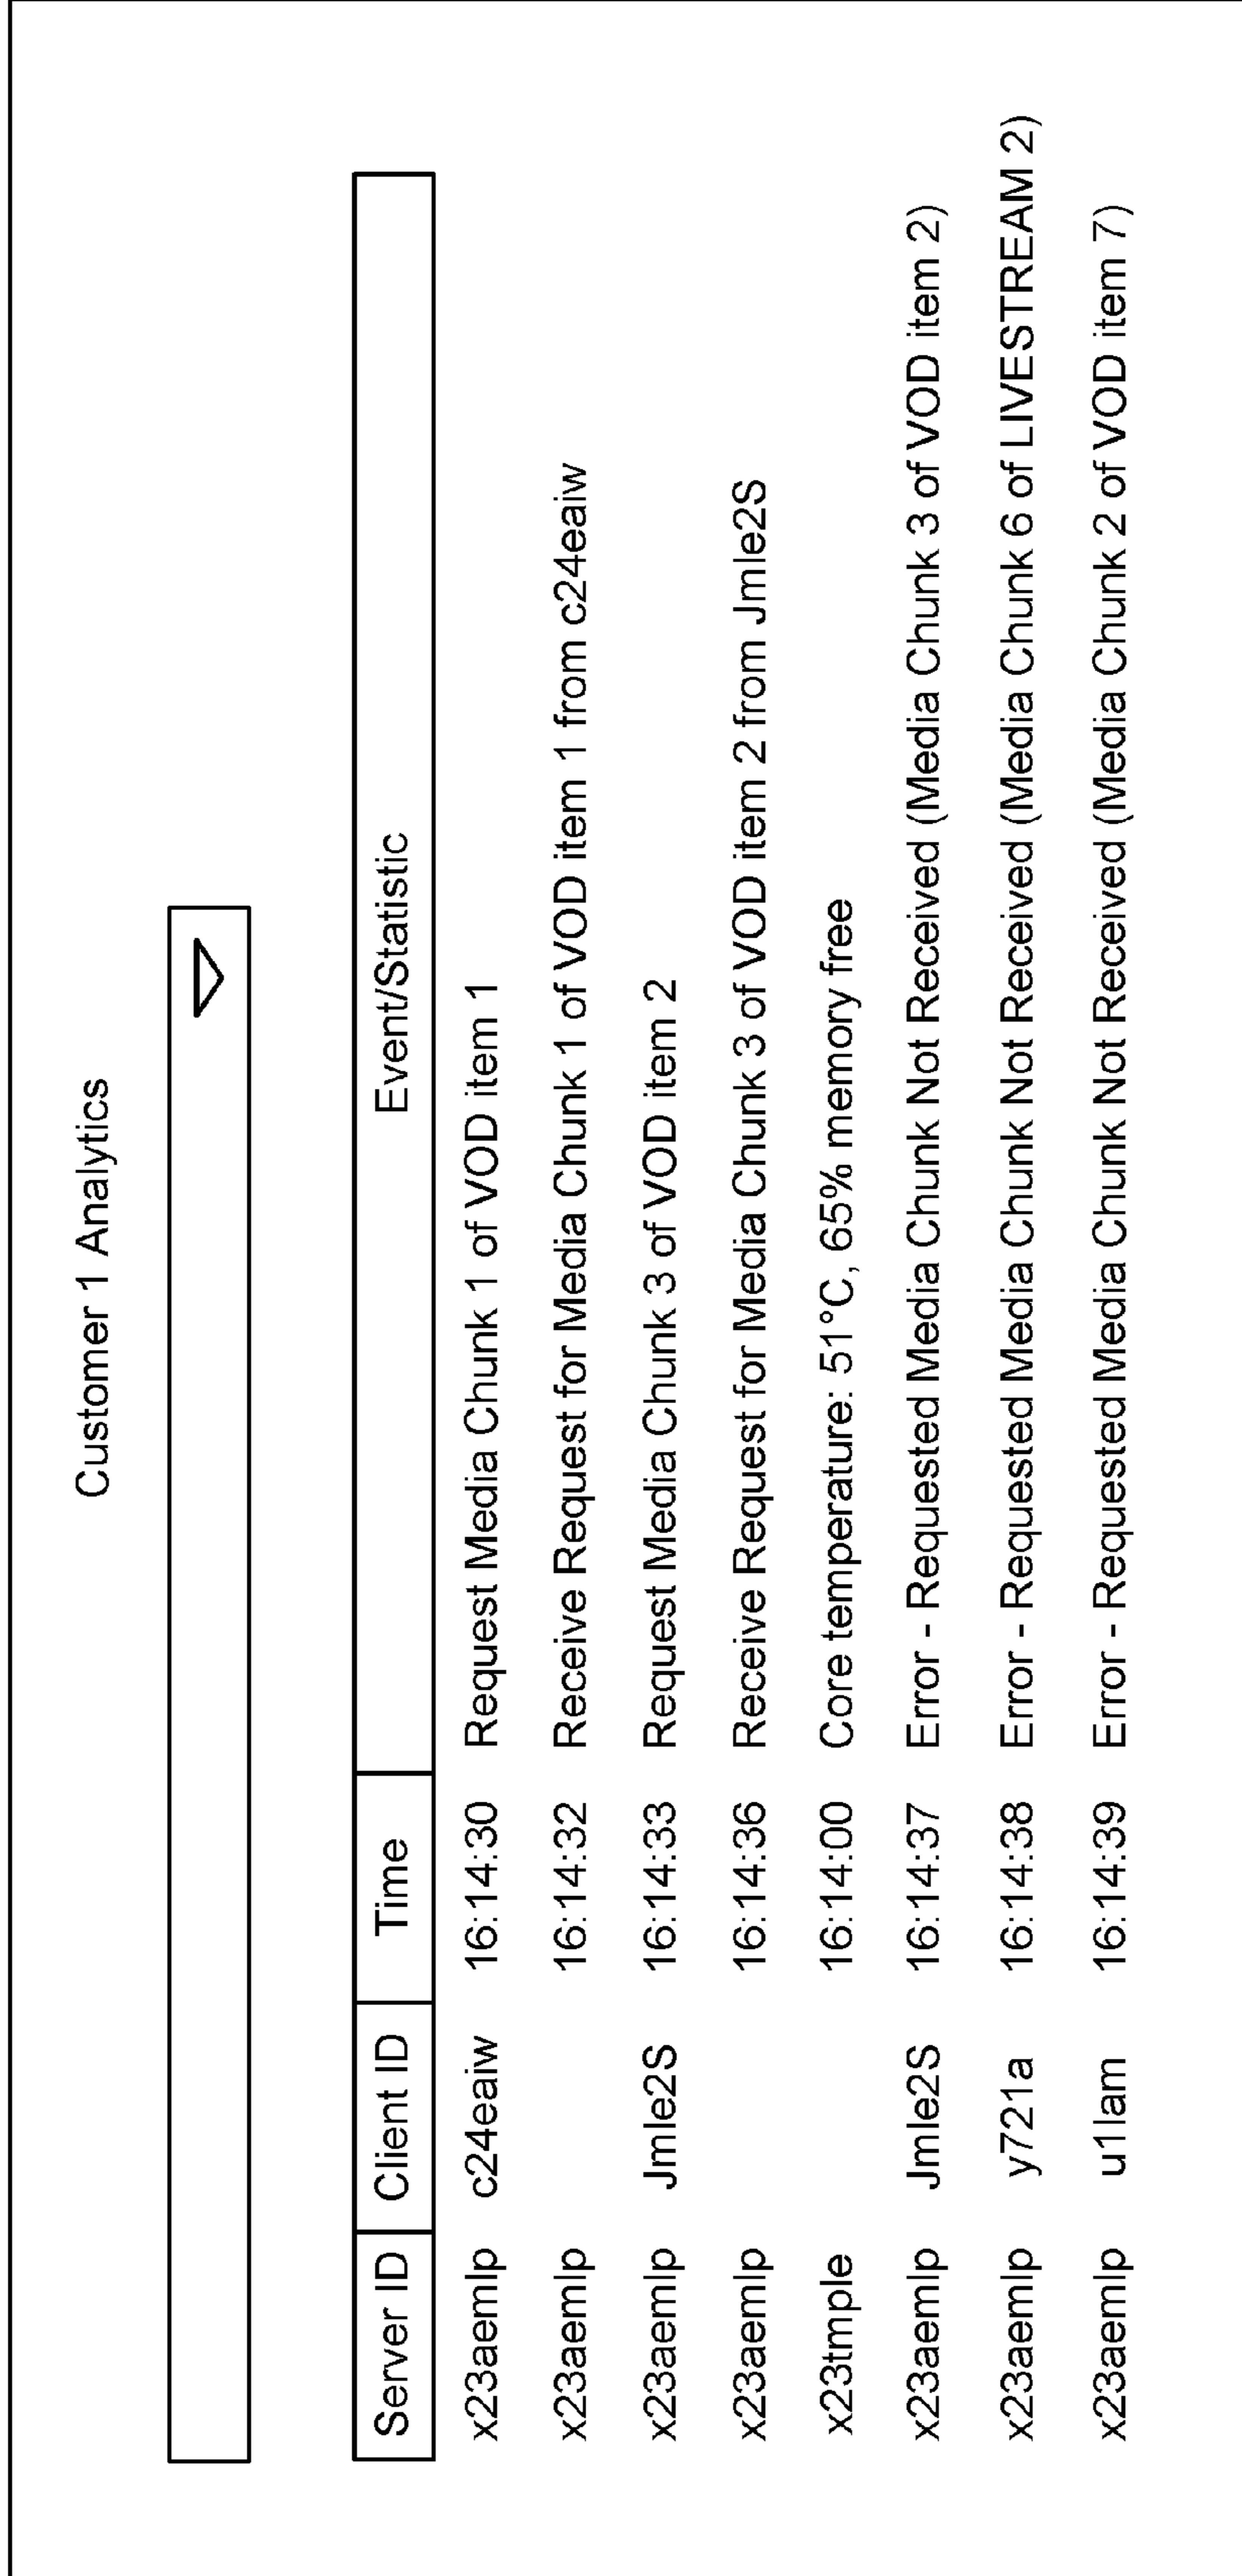 Customer 1 Analytics
Server ID Client ID Time Event/Statistic
x23aemlp c24eaiw 16:14:30 Request Media Chunk 1 of VOD item 1
x23aemlp 16:14:32 Receive Request for Media Chunk 1 of VOD item 1 from c24eaiw
x23aemlp Jmle2S 16:14:33 Request Media Chunk 3 of VOD item 2
x23aemlp 16:14:36 Receive Request for Media Chunk 3 of VOD item 2 from Jmle2S
x23tmple 16:14:00 Core temperature: 51°C, 65% memory free
x23aemlp Jmle2S 16:14:37 Error - Requested Media Chunk Not Received (Media Chunk 3 of VOD item 2)
x23aemlp y721a 16:14:38 Error - Requested Media Chunk Not Received (Media Chunk 6 of LIVESTREAM 2)
x23aemlp u1lam 16:14:39 Error - Requested Media Chunk Not Received (Media Chunk 2 of VOD item 7)